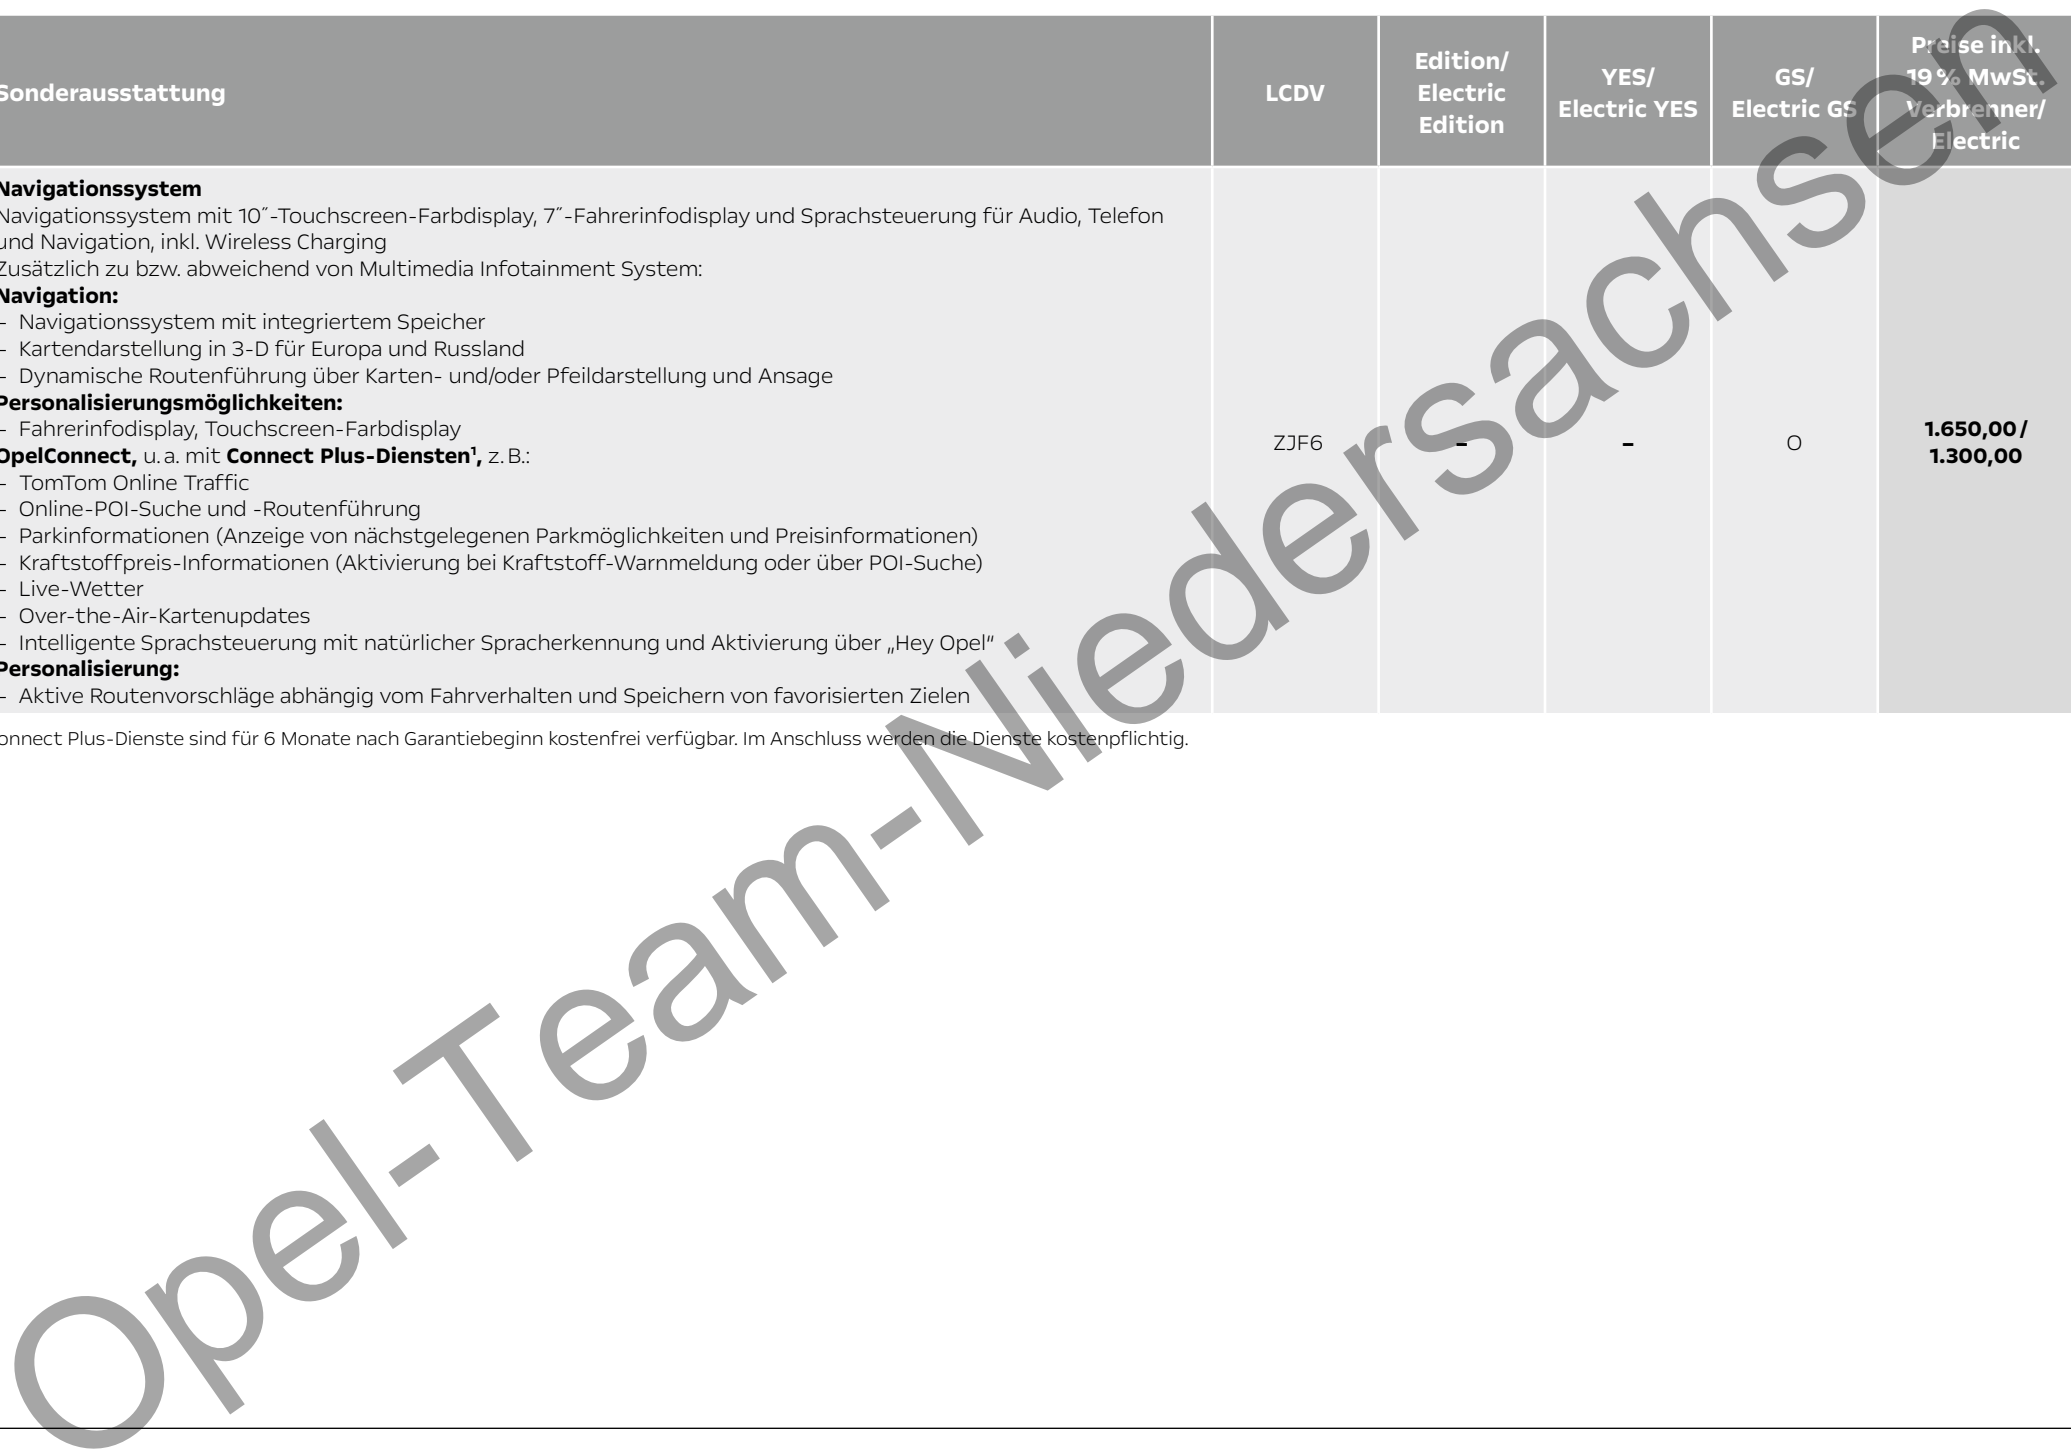 Sonderausstattung
LCDV
Edition/
Electric
Edition
YES/
Electric YES
GS/
Electric GS
Preise inkl.
19 % MwSt.
Verbrenner/
Electric
Navigationssystem
Navigationssystem mit 10˝-Touchscreen-Farbdisplay, 7˝-Fahrerinfodisplay und Sprachsteuerung für Audio, Telefon
und Navigation, inkl. Wireless Charging
Zusätzlich zu bzw. abweichend von Multimedia Infotainment System:
Navigation:
– Navigationssystem mit integriertem Speicher
– Kartendarstellung in 3-D für Europa und Russland
– Dynamische Routenführung über Karten- und/oder Pfeildarstellung und Ansage
Personalisierungsmöglichkeiten:
– Fahrerinfodisplay, Touchscreen-Farbdisplay
OpelConnect, u. a. mit Connect Plus-Diensten¹, z. B.:
– TomTom Online Traffic
– Online-POI-Suche und -Routenführung
– Parkinformationen (Anzeige von nächstgelegenen Parkmöglichkeiten und Preisinformationen)
– Kraftstoffpreis-Informationen (Aktivierung bei Kraftstoff-Warnmeldung oder über POI-Suche)
– Live-Wetter
– Over-the-Air-Kartenupdates
– Intelligente Sprachsteuerung mit natürlicher Spracherkennung und Aktivierung über „Hey Opel“
Personalisierung:
– Aktive Routenvorschläge abhängig vom Fahrverhalten und Speichern von favorisierten Zielen
ZJF6
–
–
O
1.650,00 /
1.300,00
onnect Plus-Dienste sind für 6 Monate nach Garantiebeginn kostenfrei verfügbar. Im Anschluss werden die Dienste kostenpflichtig.
Opel-Team-Niedersachsen